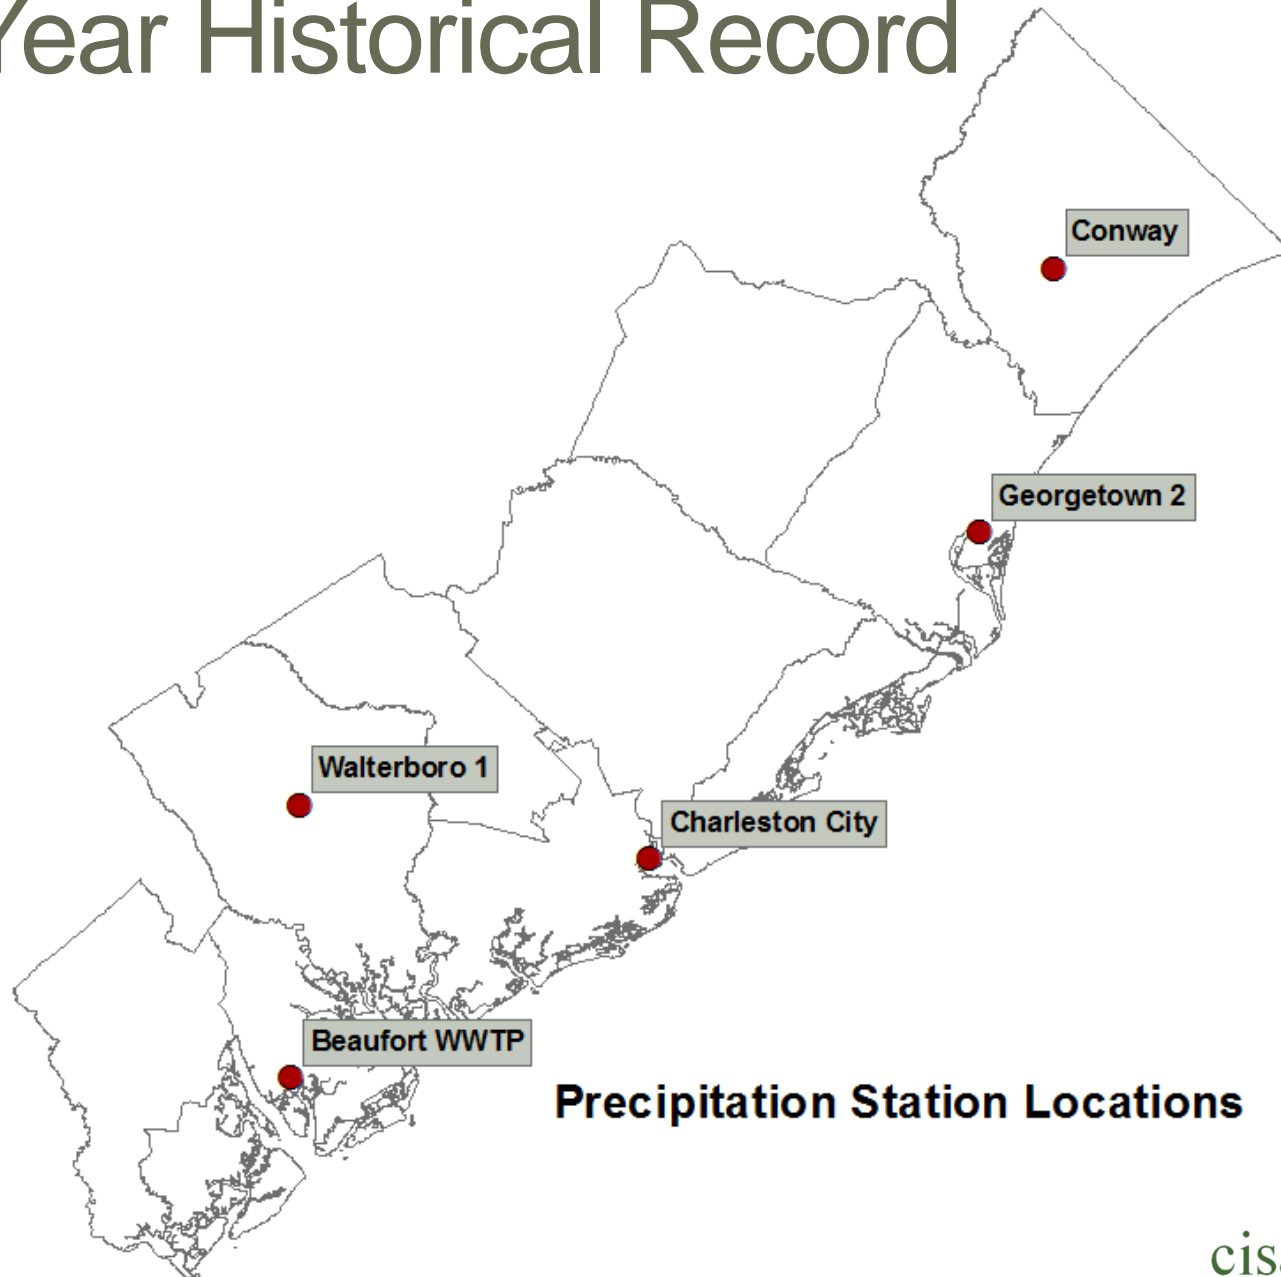 Year Historical Record
Conway
Georgetown 2
Walterboro 1
Charleston City
Beaufort WWTP
Precipitation Station Locations